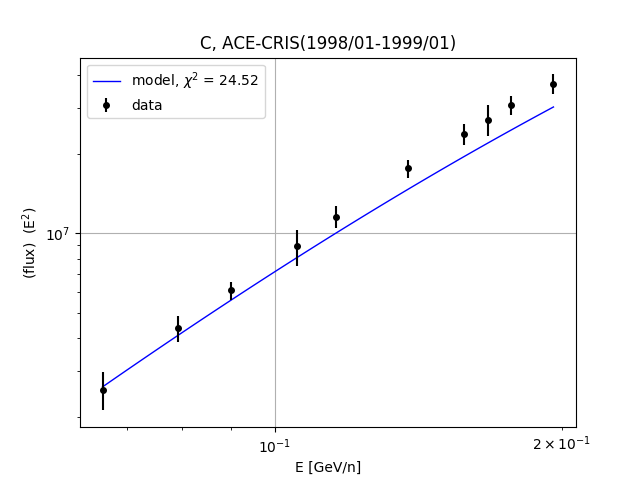 C, ACE-CRIS(1998/01-1999/01)
model, χ² = 24.52
data
(flux) (E²)
10⁷
10⁻¹
2 × 10⁻¹
E [GeV/n]